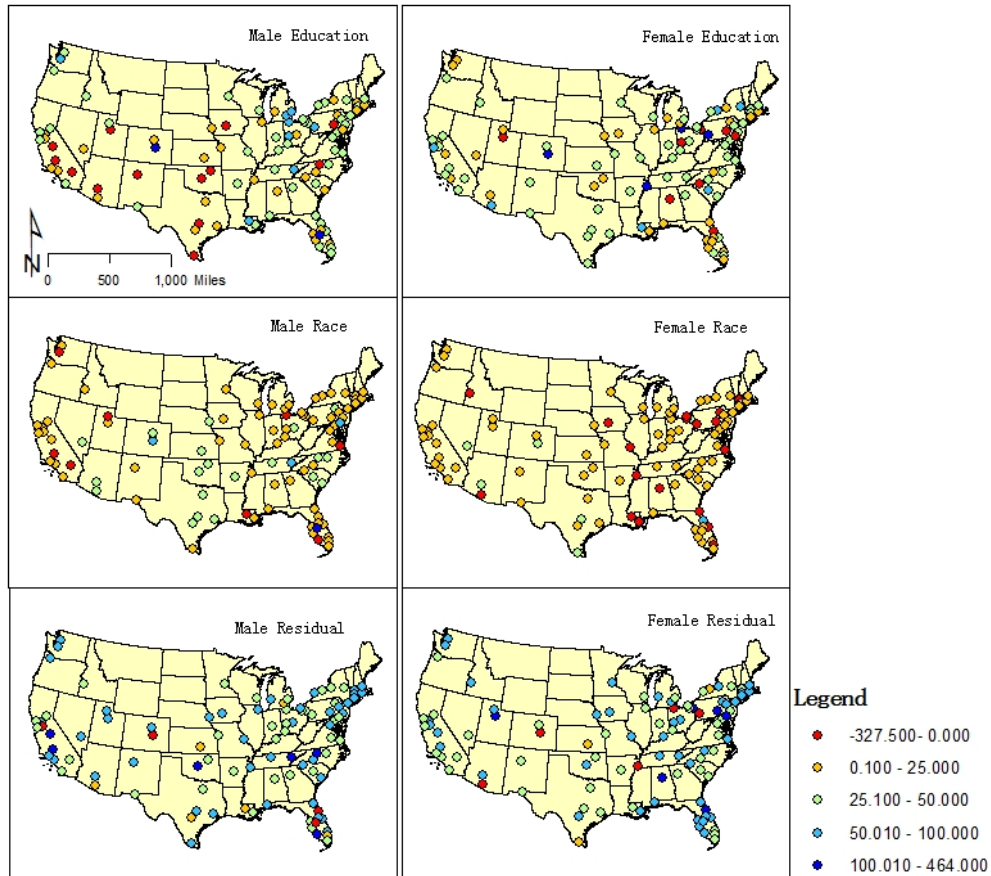 Male Education
Female Education
N
0 500 1,000 Miles
Male Race
Female Race
Male Residual
Female Residual
Legend
-327.500- 0.000
0.100 - 25.000
25.100 - 50.000
50.010 - 100.000
100.010 - 464.000